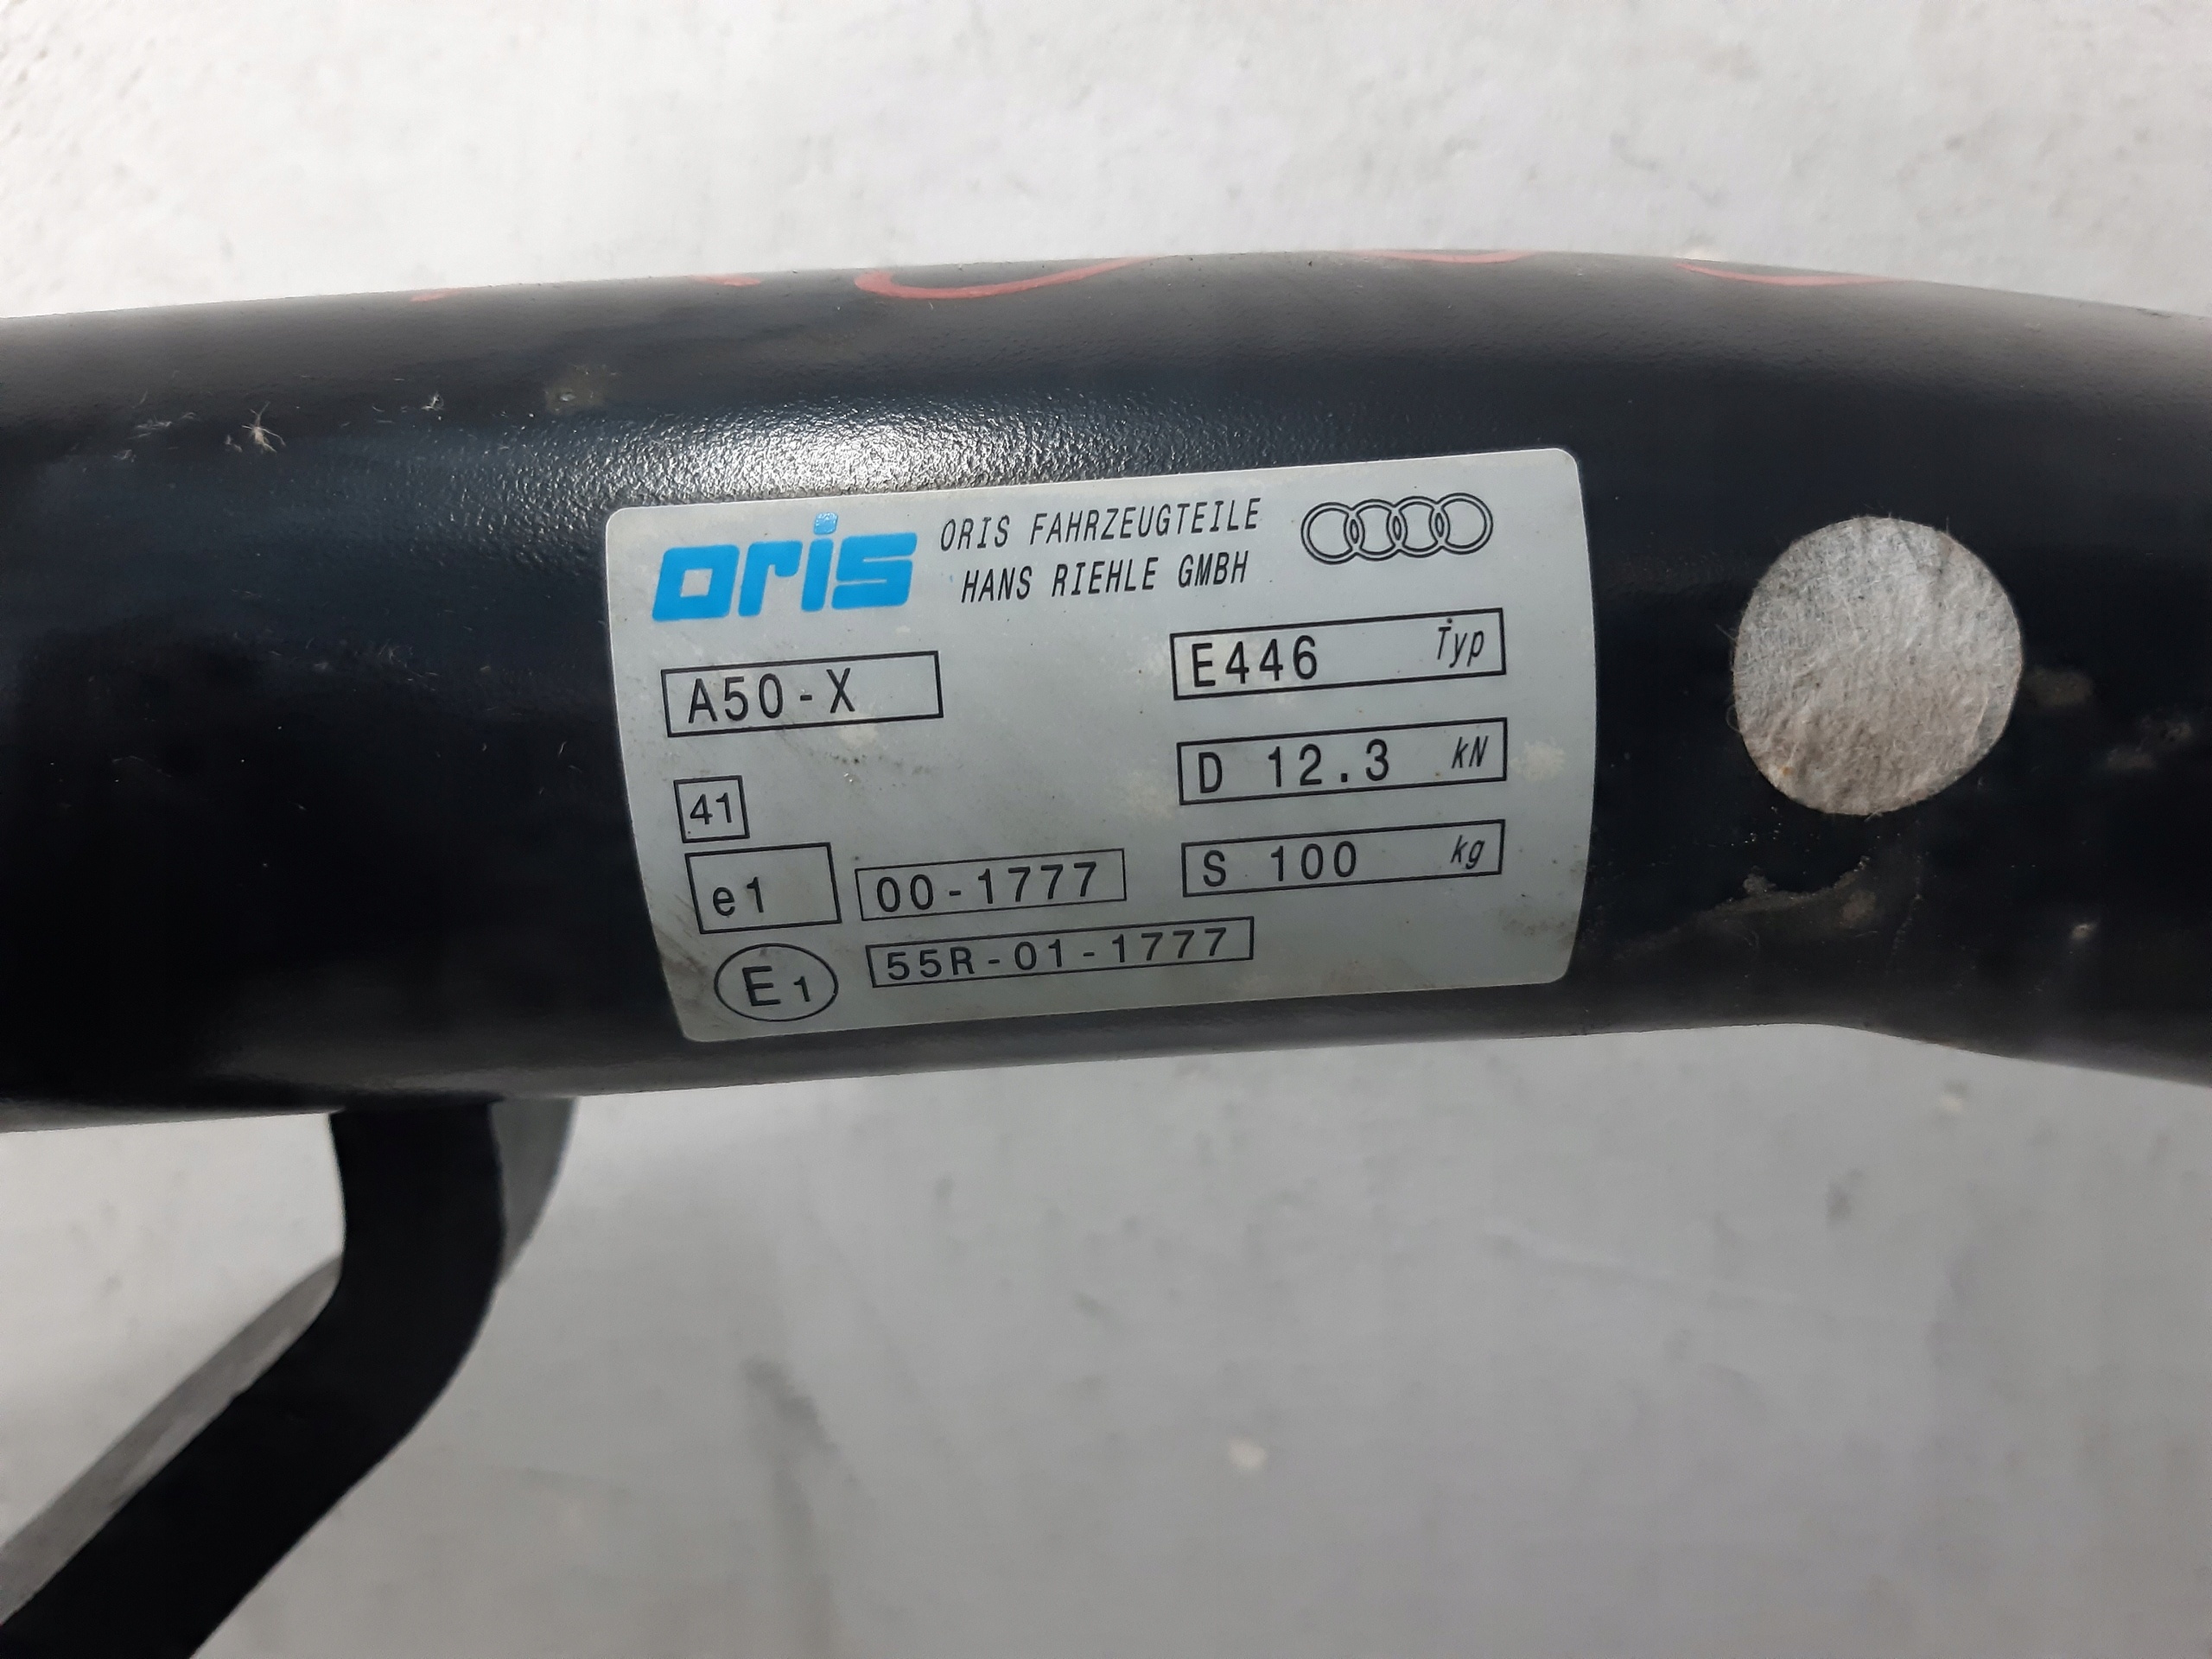 oris
ORIS FAHRZEUGTEILE
HANS RIEHLE GMBH
A50-X
E446 Typ
D 12.3 kN
41
S 100 kg
e1
00-1777
E1
55R-01-1777